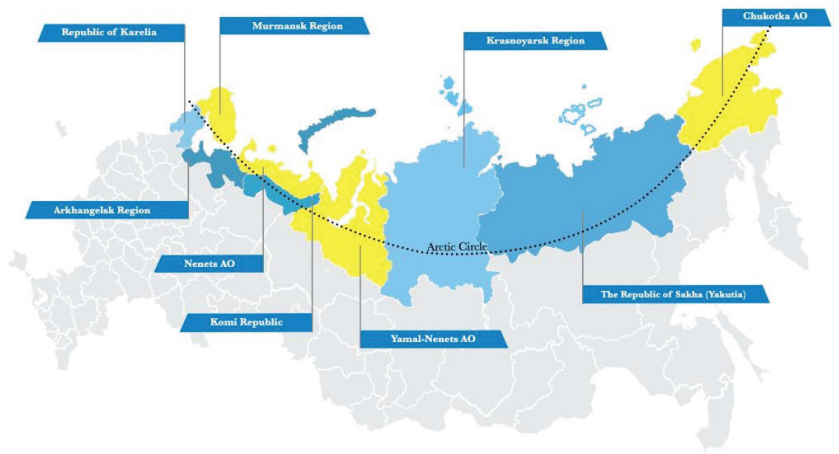 Chukotka AO
Murmansk Region
Republic of Karelia
Krasnoyarsk Region
Arkhangelsk Region
Arctic Circle
Nenets AO
The Republic of Sakha (Yakutia)
Komi Republic
Yamal-Nenets AO